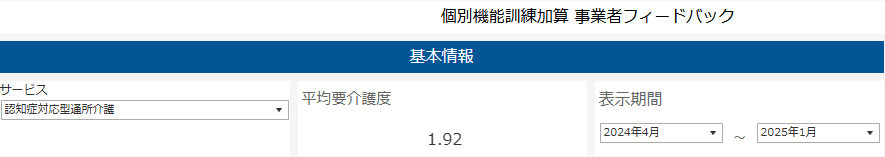 個別機能訓練加算 事業者フィードバック
基本情報
サービス
認知症対応型通所介護
平均要介護度
1.92
表示期間
2024年4月 ～ 2025年1月